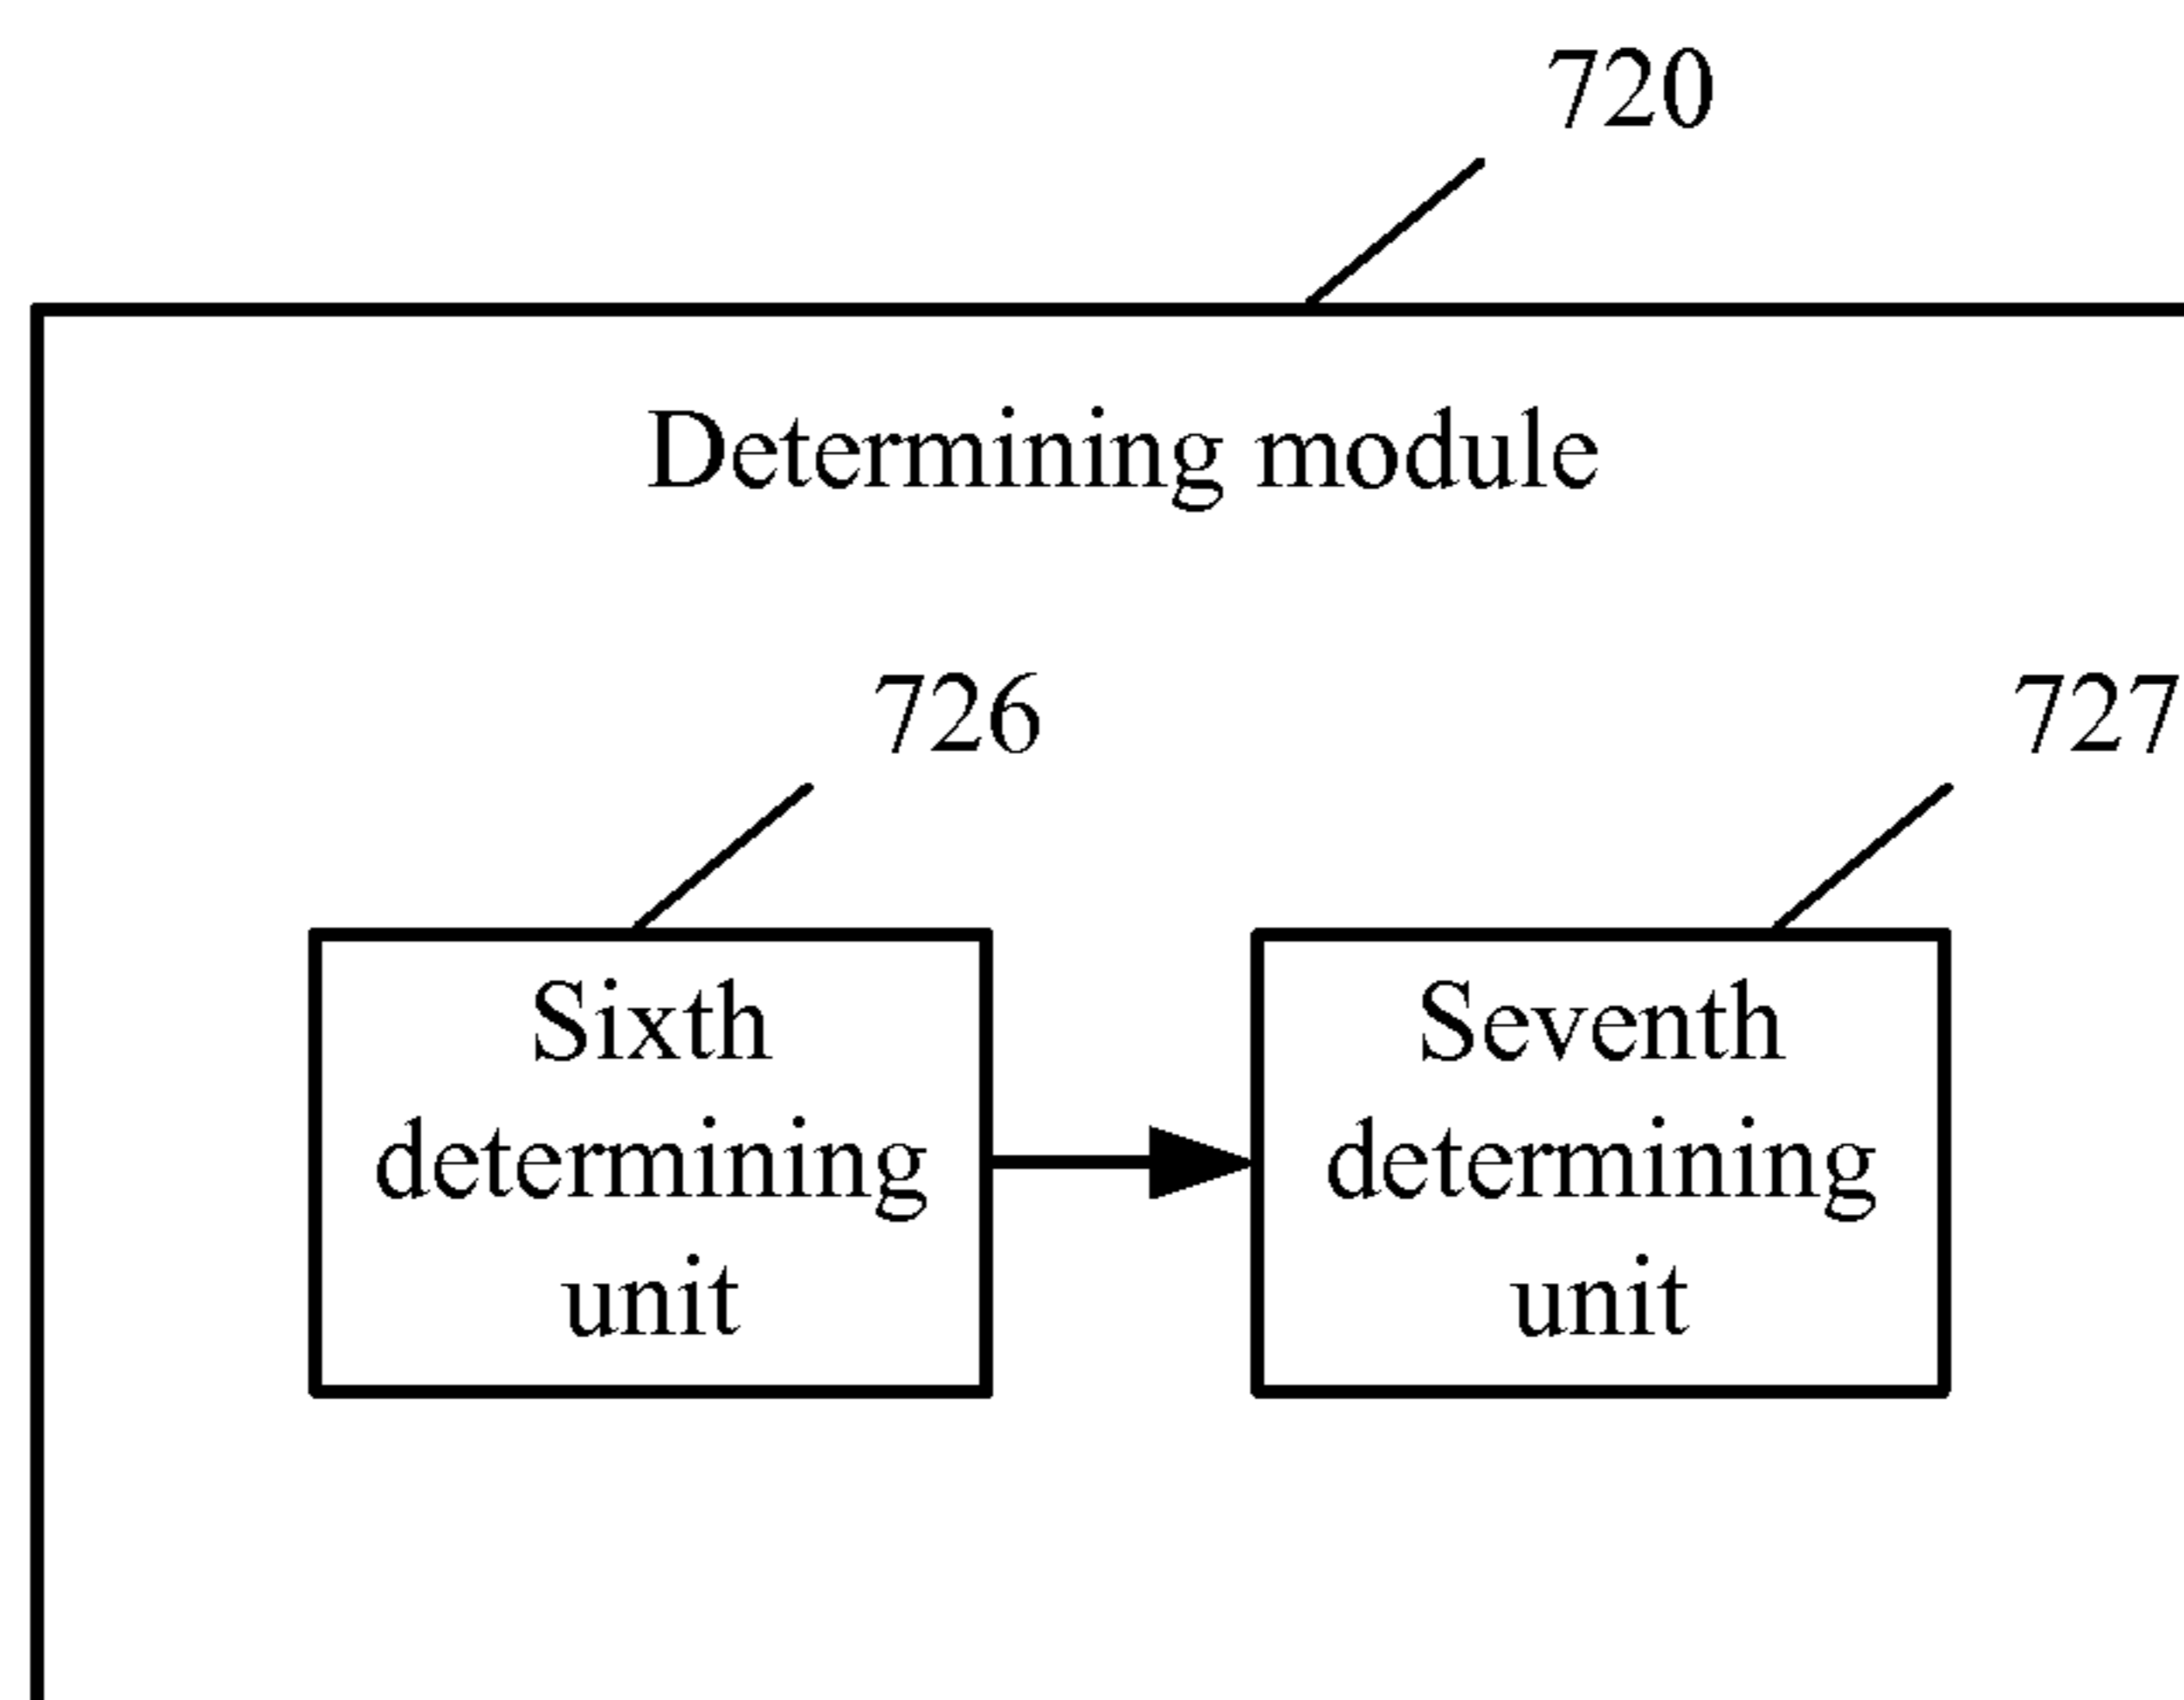 720
Determining module
726
727
Sixth
determining
unit
Seventh
determining
unit